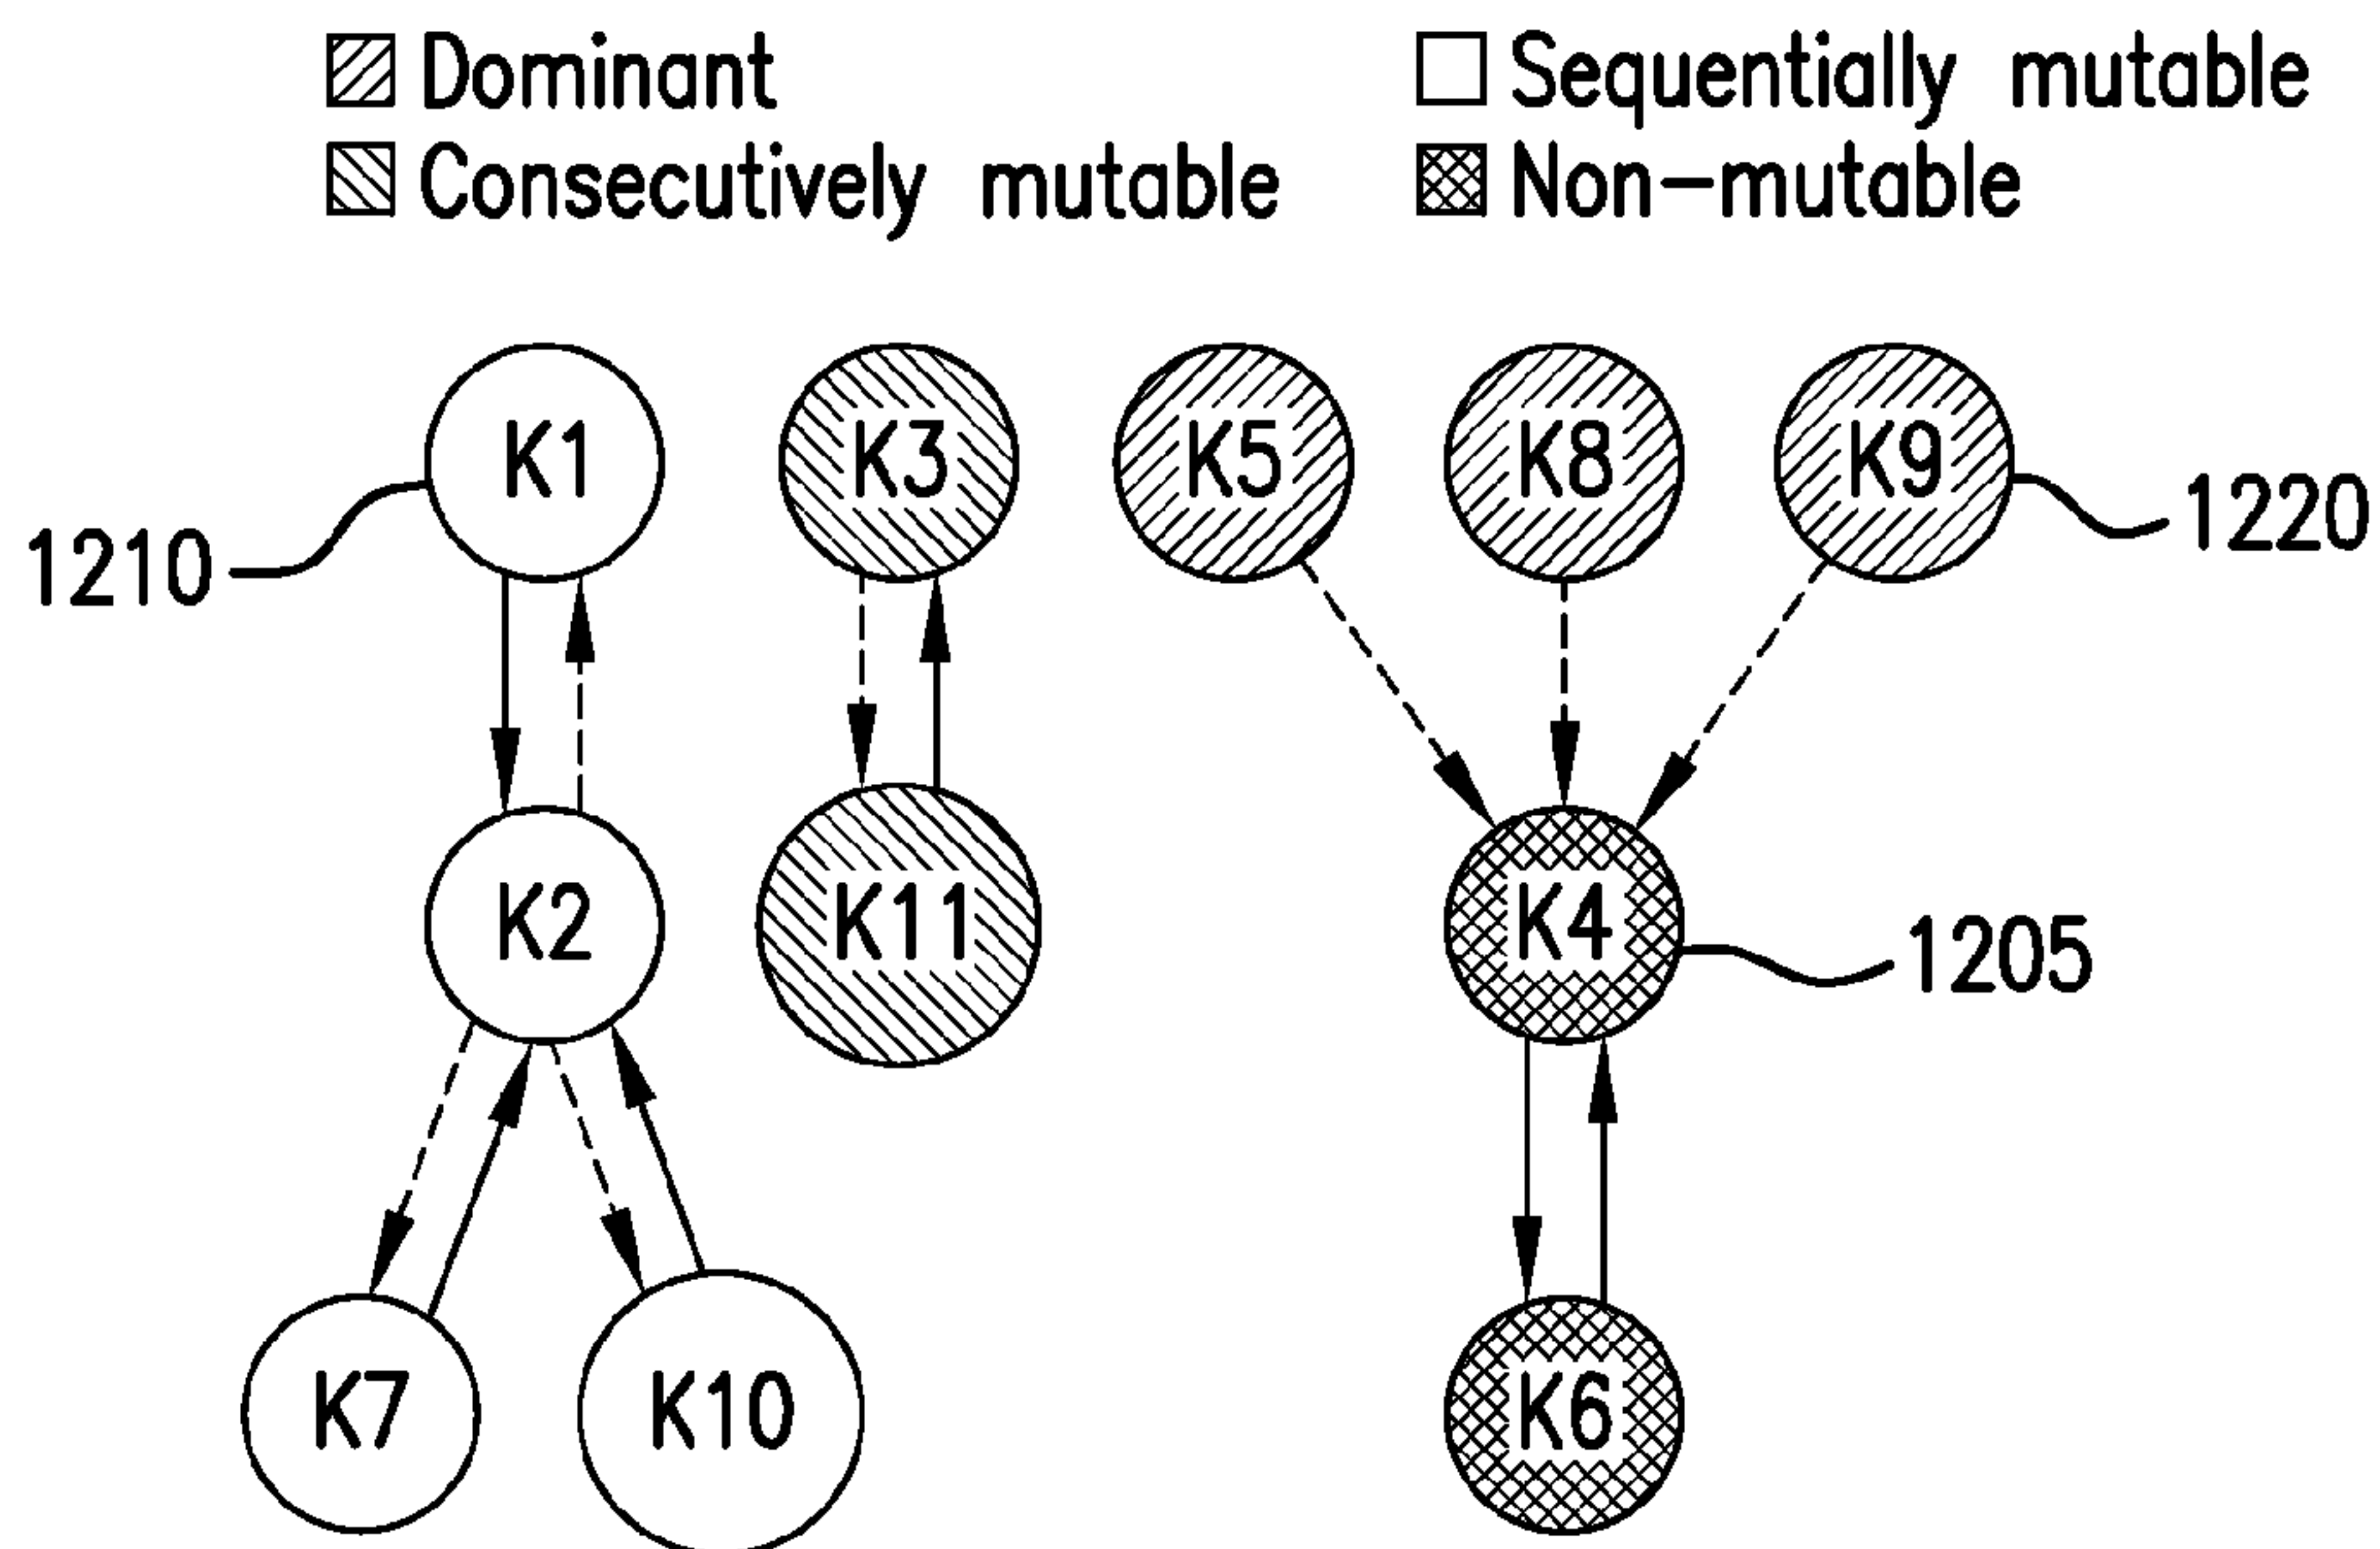 Dominant
Sequentially mutable
Consecutively mutable
Non-mutable
K1
K3
K5
K8
K9
1210
1220
K2
K11
K4
1205
K7
K10
K6